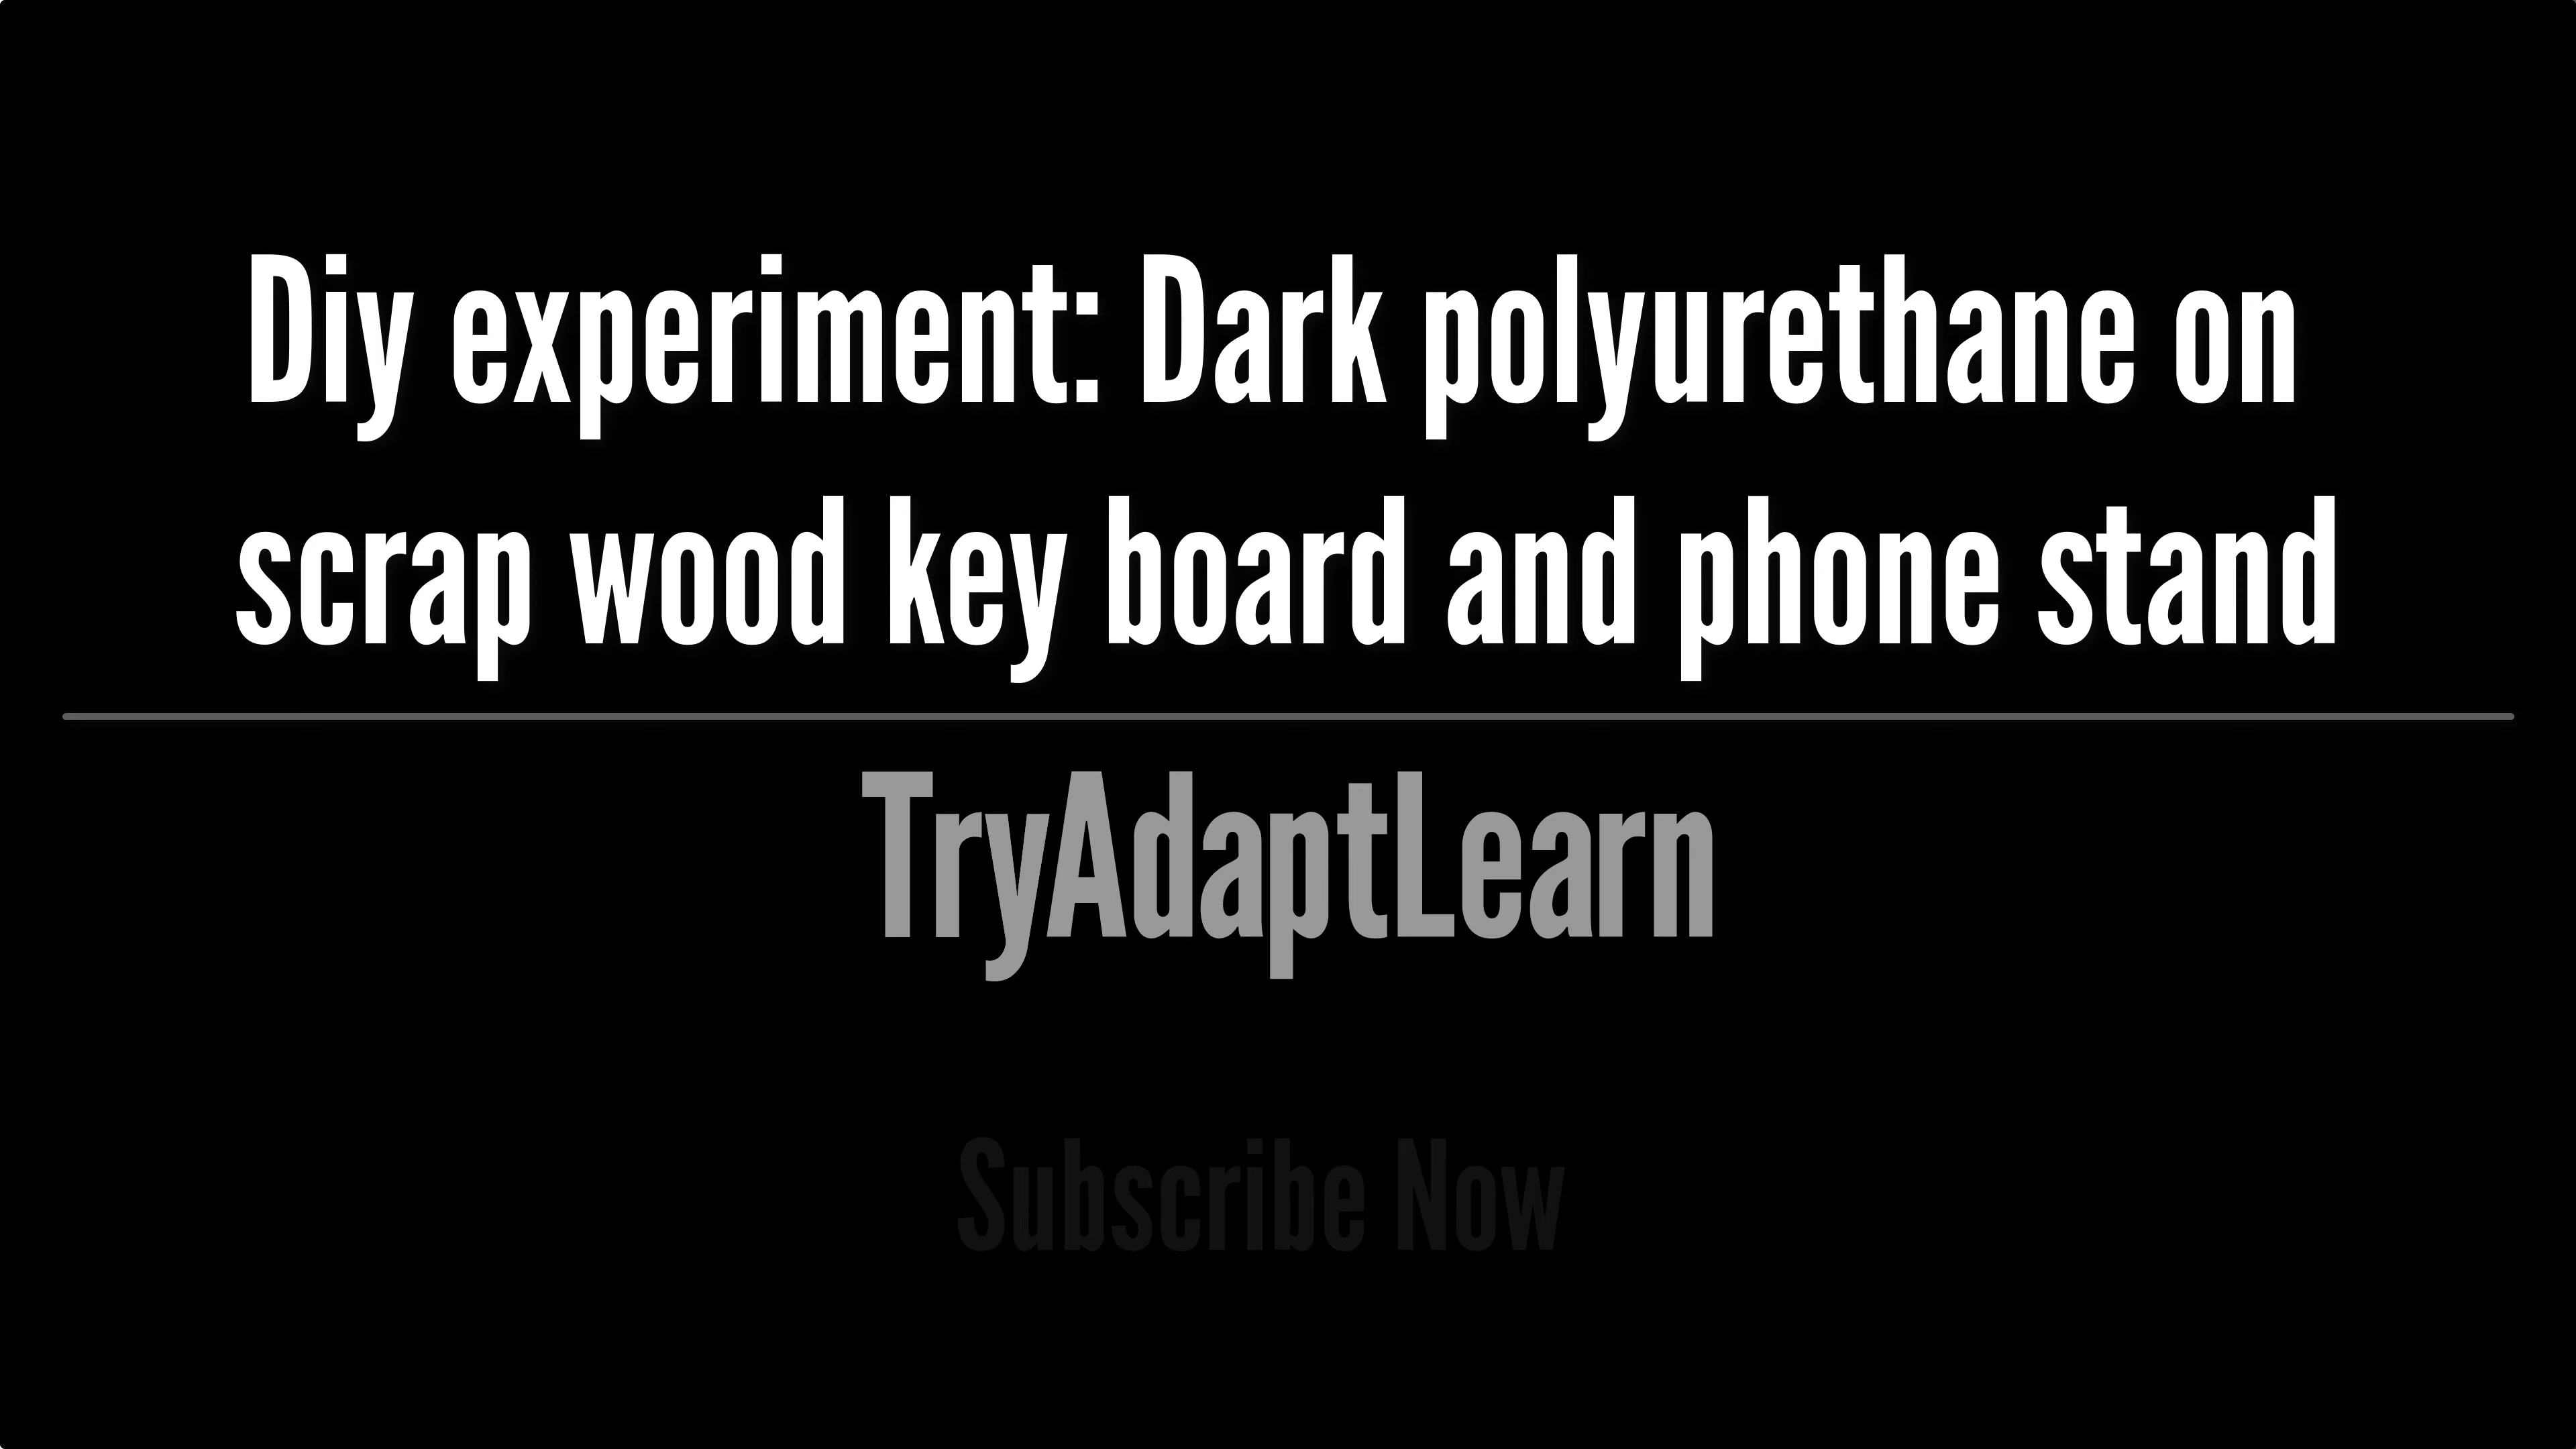 Diy experiment: Dark polyurethane on
scrap wood key board and phone stand
TryAdaptLearn
Subscribe Now